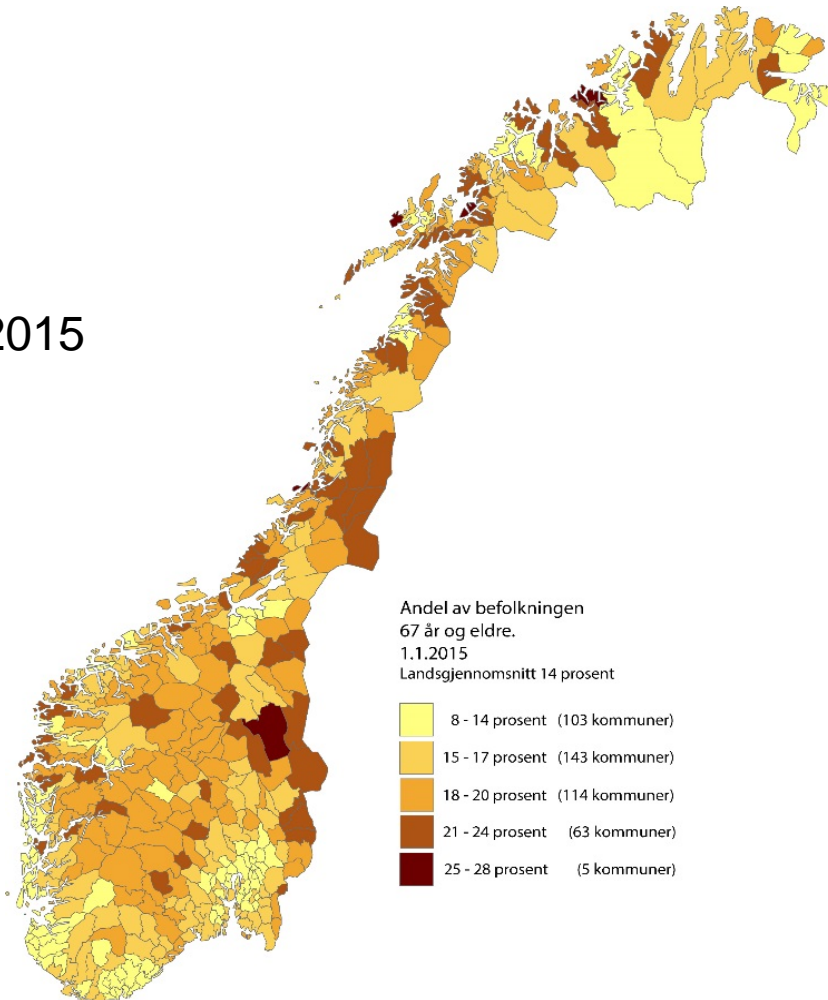 2015
Andel av befolkningen
67 år og eldre.
1.1.2015
Landsgjennomsnitt 14 prosent
8 - 14 prosent (103 kommuner)
15 - 17 prosent (143 kommuner)
18 - 20 prosent (114 kommuner)
21 - 24 prosent (63 kommuner)
25 - 28 prosent (5 kommuner)